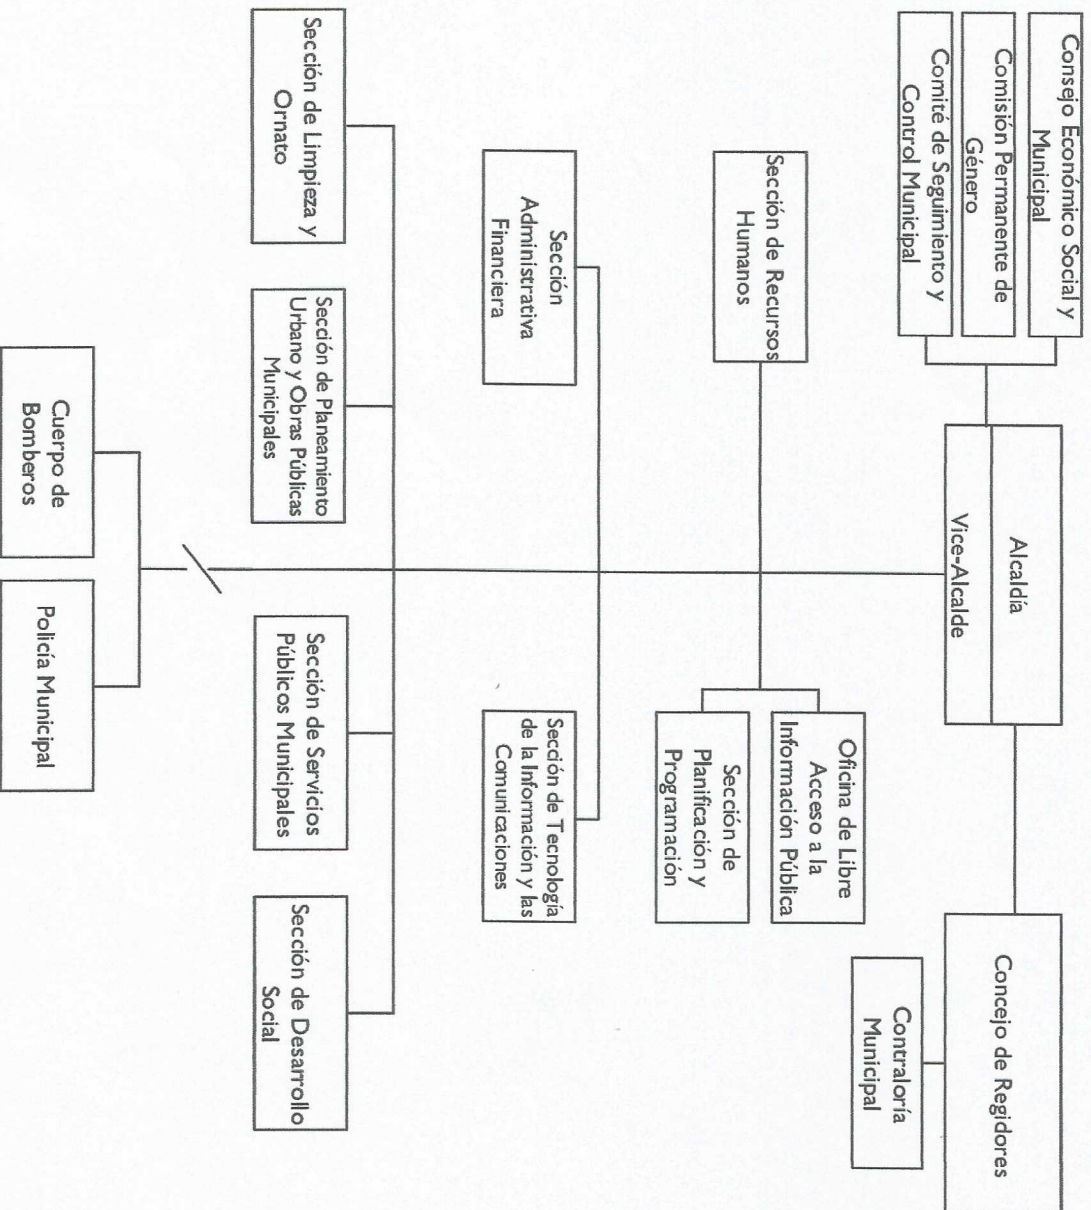 Consejo Económico Social y
Municipal
Comisión Permanente de
Género
Comité de Seguimiento y
Control Municipal
Alcaldía
Vice-Alcalde
Concejo de Regidores
Contraloría
Municipal
Sección de Recursos
Humanos
Oficina de Libre
Acceso a la
Información Pública
Sección de
Planificación y
Programación
Sección
Administrativa
Financiera
Sección de Tecnología
de la Información y las
Comunicaciones
Sección de Limpieza y
Ornato
Sección de Planeamiento
Urbano y Obras Públicas
Municipales
Sección de Servicios
Públicos Municipales
Sección de Desarrollo
Social
Cuerpo de
Bomberos
Policía Municipal